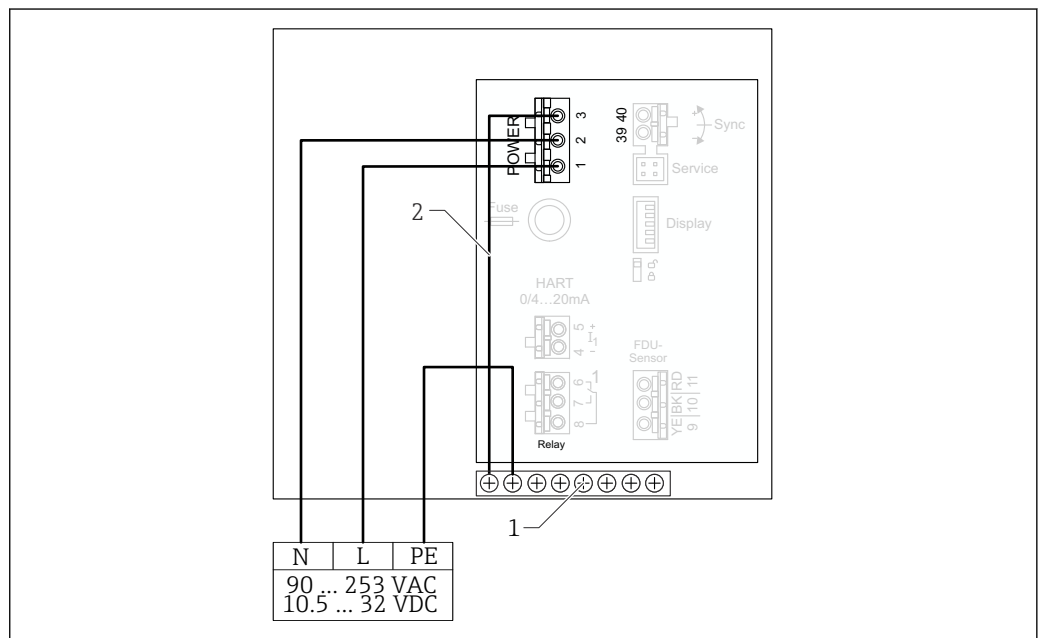 POWER
3
2
1
39 40
+
-
Sync
Service
Fuse
Display
2
HART
0/4...20mA
5 +
I1
4 -
FDU-
Sensor
6
7
8
1
YE|BK|RD
9 |10| 11
Relay
1
N L PE
90 ... 253 VAC
10.5 ... 32 VDC